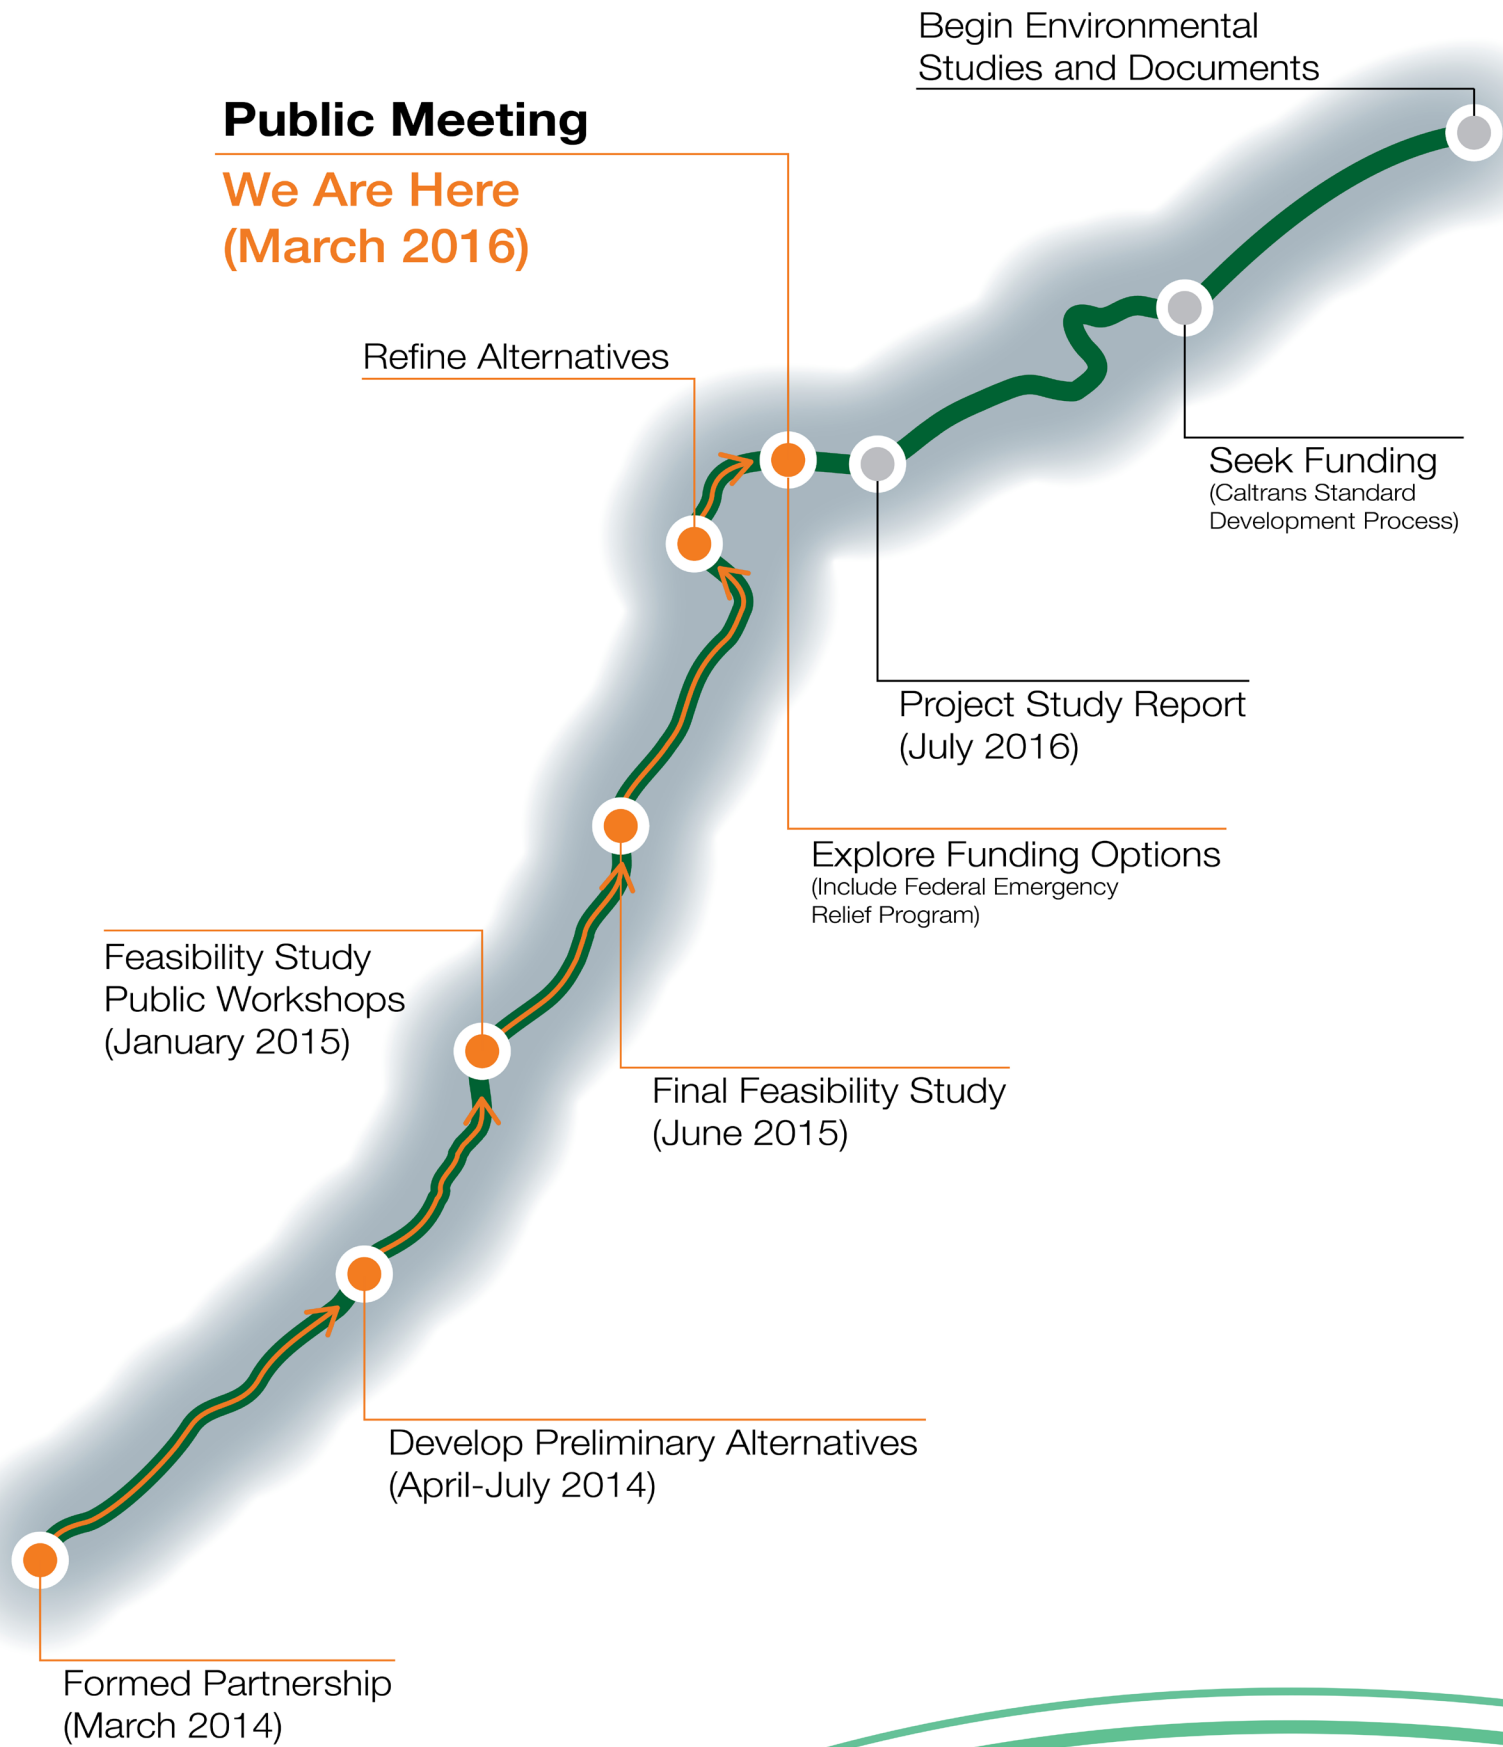 Begin Environmental
Studies and Documents
Public Meeting
We Are Here
(March 2016)
Refine Alternatives
Seek Funding
(Caltrans Standard
Development Process)
Project Study Report
(July 2016)
Explore Funding Options
(Include Federal Emergency
Relief Program)
Feasibility Study
Public Workshops
(January 2015)
Final Feasibility Study
(June 2015)
Develop Preliminary Alternatives
(April-July 2014)
Formed Partnership
(March 2014)